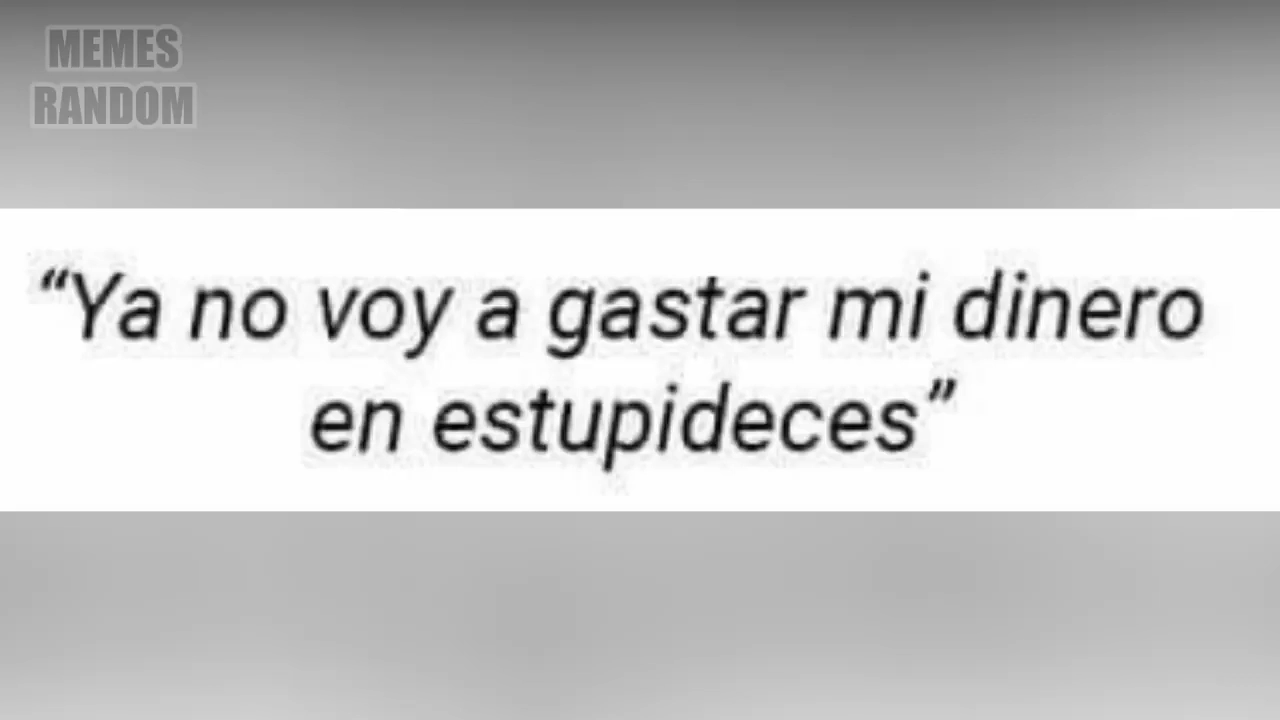 MEMES
RANDOM
“Ya no voy a gastar mi dinero
en estupideces”